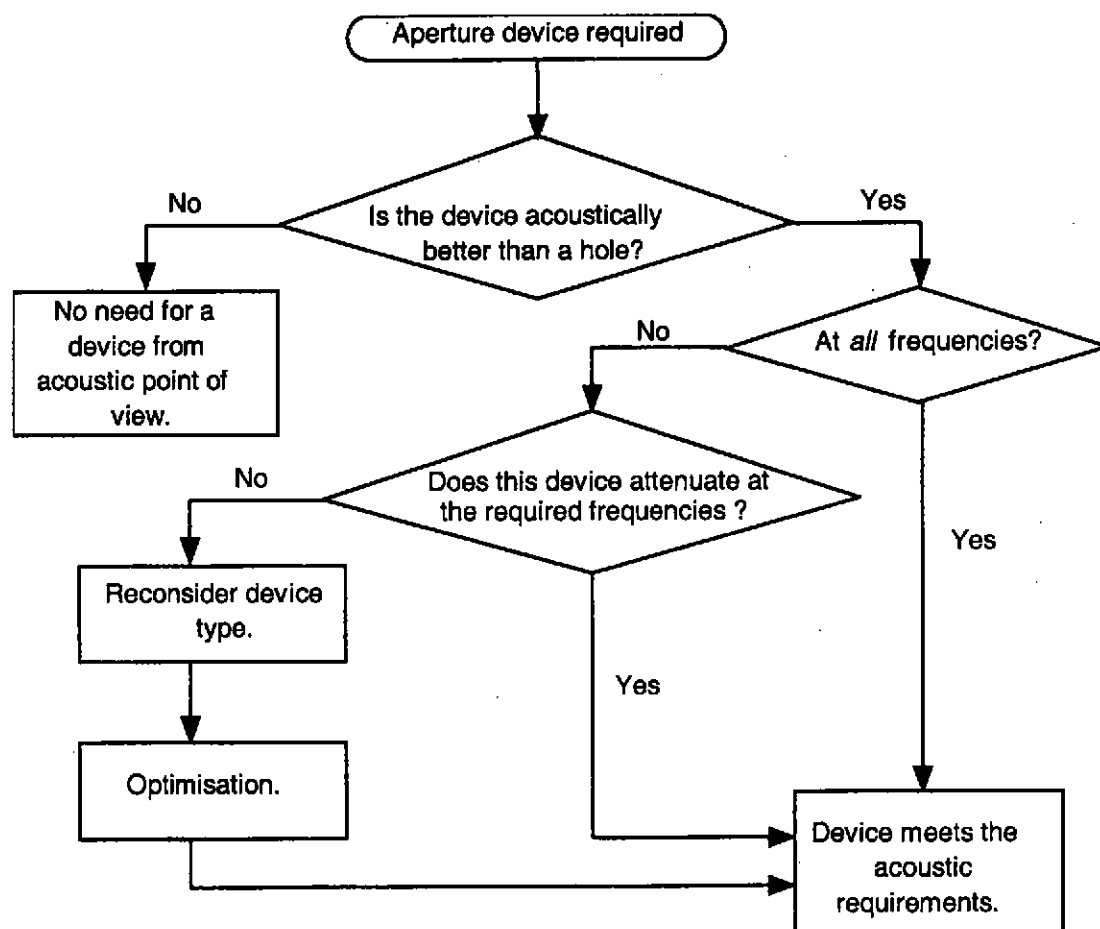 Aperture device required
No
Yes
Is the device acoustically
better than a hole?
No need for a
device from
acoustic point of
view.
No
At all frequencies?
No
Does this device attenuate at
the required frequencies ?
Yes
Reconsider device
type.
Yes
Optimisation.
Device meets the
acoustic
requirements.